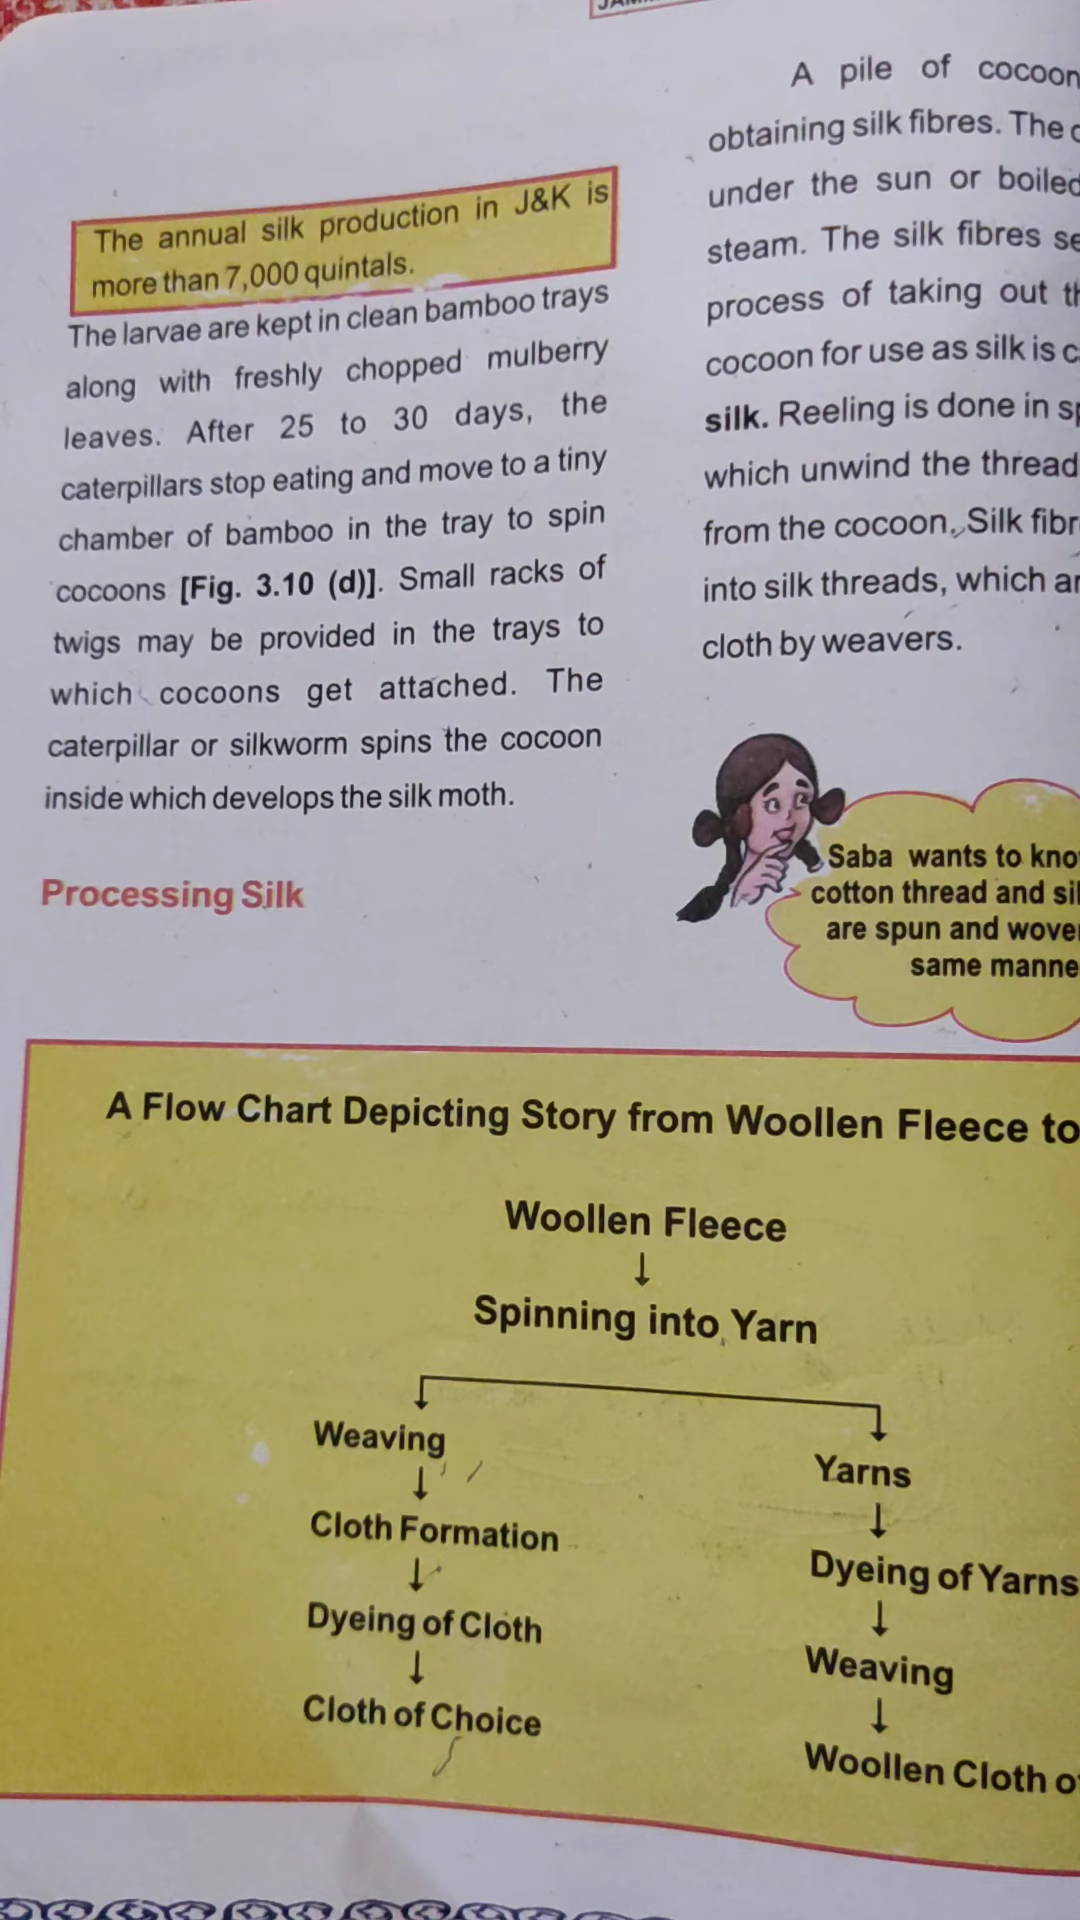 The annual silk production in J&K is
more than 7,000 quintals.
The larvae are kept in clean bamboo trays
along with freshly chopped mulberry
leaves. After 25 to 30 days, the
caterpillars stop eating and move to a tiny
chamber of bamboo in the tray to spin
cocoons [Fig. 3.10 (d)]. Small racks of
twigs may be provided in the trays to
which cocoons get attached. The
caterpillar or silkworm spins the cocoon
inside which develops the silk moth.
Processing Silk
A pile of cocoon
obtaining silk fibres. The
under the sun or boiled
steam. The silk fibres
process of taking out
cocoon for use as silk is
silk. Reeling is done in
which unwind the thread
from the cocoon. Silk
into silk threads, which
cloth by weavers.
Saba wants to
cotton thread and
are spun and
same
A Flow Chart Depicting Story from Woollen Fleece to
Woollen Fleece
↓
Spinning into Yarn
Weaving
↓
Cloth Formation
↓
Dyeing of Cloth
↓
Cloth of Choice
Yarns
↓
Dyeing of Yarns
↓
Weaving
↓
Woollen Cloth